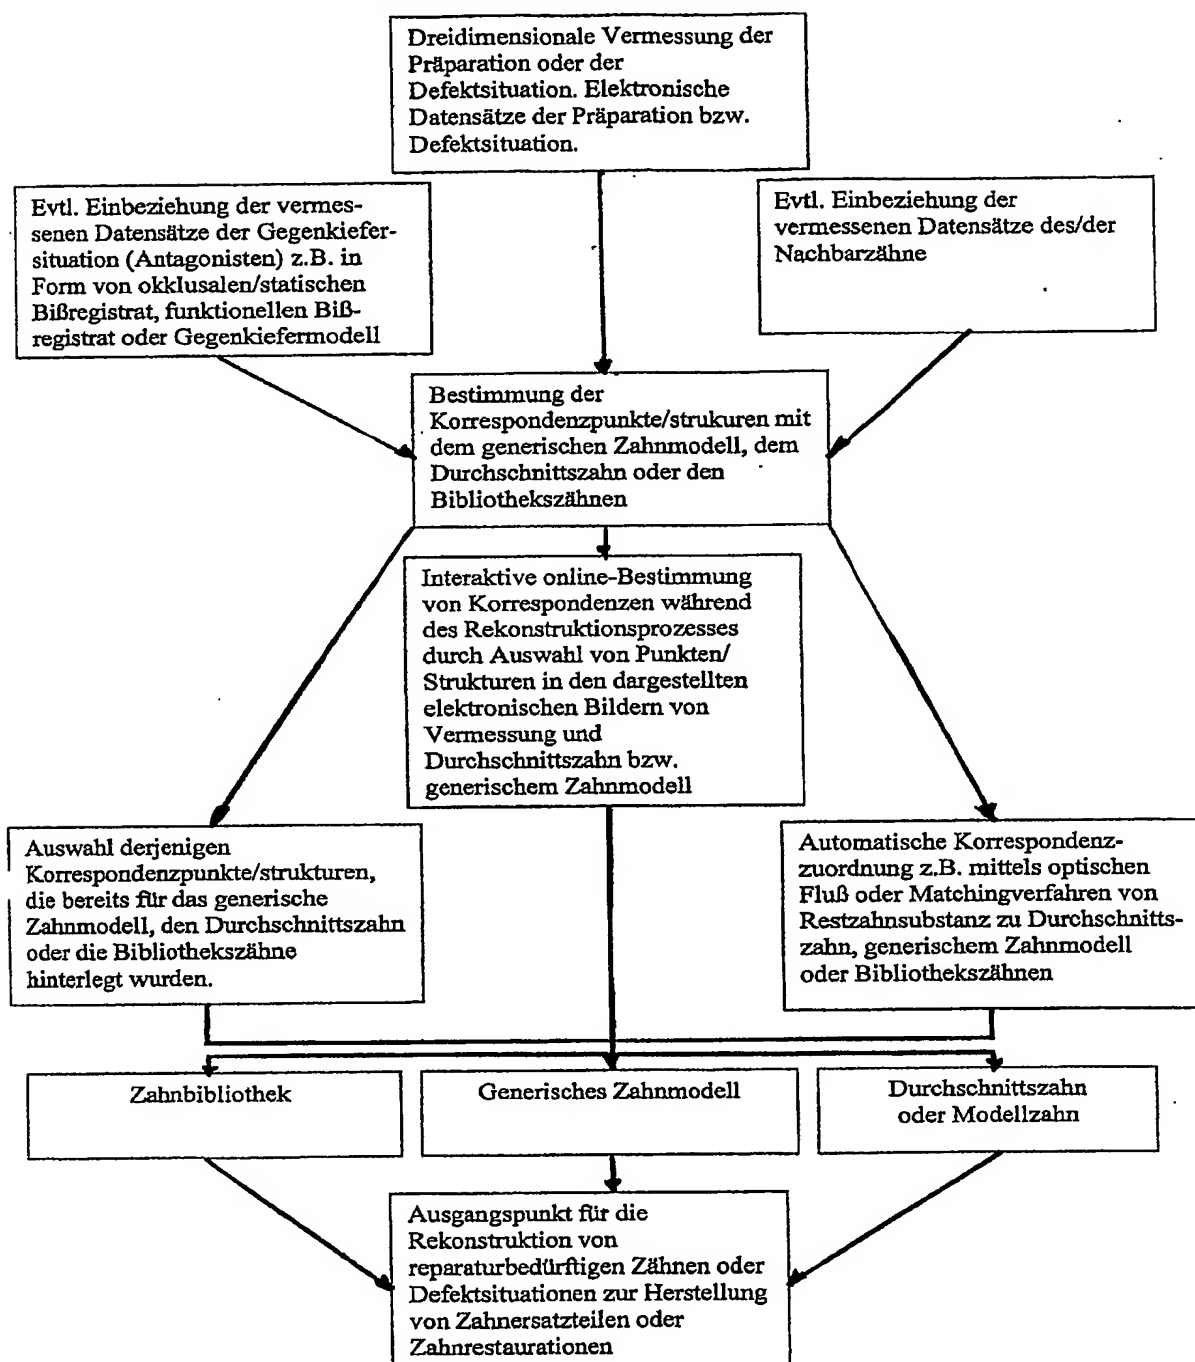 Dreidimensionale Vermessung der
Präparation oder der
Defektsituation. Elektronische
Datensätze der Präparation bzw.
Defektsituation.
Evtl. Einbeziehung der vermes-
senen Datensätze der Gegenkiefer-
situation (Antagonisten) z.B. in
Form von okklusalen/statischen
Bißregistrat, funktionellen Biß-
registrat oder Gegenkiefermodell
Evtl. Einbeziehung der
vermessenen Datensätze des/der
Nachbarzähne
Bestimmung der
Korrespondenzpunkte/strukuren mit
dem generischen Zahnmodell, dem
Durchschnittszahn oder den
Bibliothekszähnen
Interaktive online-Bestimmung
von Korrespondenzen während
des Rekonstruktionsprozesses
durch Auswahl von Punkten/
Strukturen in den dargestellten
elektronischen Bildern von
Vermessung und
Durchschnittszahn bzw.
generischem Zahnmodell
Auswahl derjenigen
Korrespondenzpunkte/strukturen,
die bereits für das generische
Zahnmodell, den Durchschnittszahn
oder die Bibliothekszähne
hinterlegt wurden.
Automatische Korrespondenz-
zuordnung z.B. mittels optischen
Fluß oder Matchingverfahren von
Restzahnsubstanz zu Durchschnitts-
zahn, generischem Zahnmodell
oder Bibliothekszähnen
Zahnbibliothek
Generisches Zahnmodell
Durchschnittszahn
oder Modellzahn
Ausgangspunkt für die
Rekonstruktion von
reparaturbedürftigen Zähnen oder
Defektsituationen zur Herstellung
von Zahnersatzteilen oder
Zahnrestaurationen